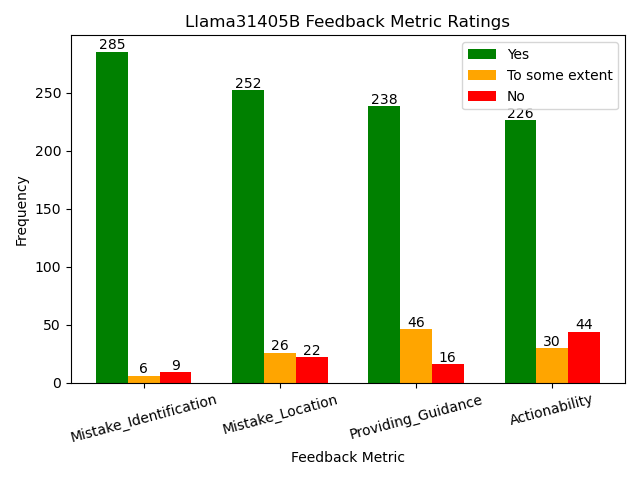 Llama31405B Feedback Metric Ratings
Yes
To some extent
No
Frequency
250
200
150
100
50
0
285
6
9
252
26
22
238
46
16
226
30
44
Mistake_Identification
Mistake_Location
Providing_Guidance
Actionability
Feedback Metric